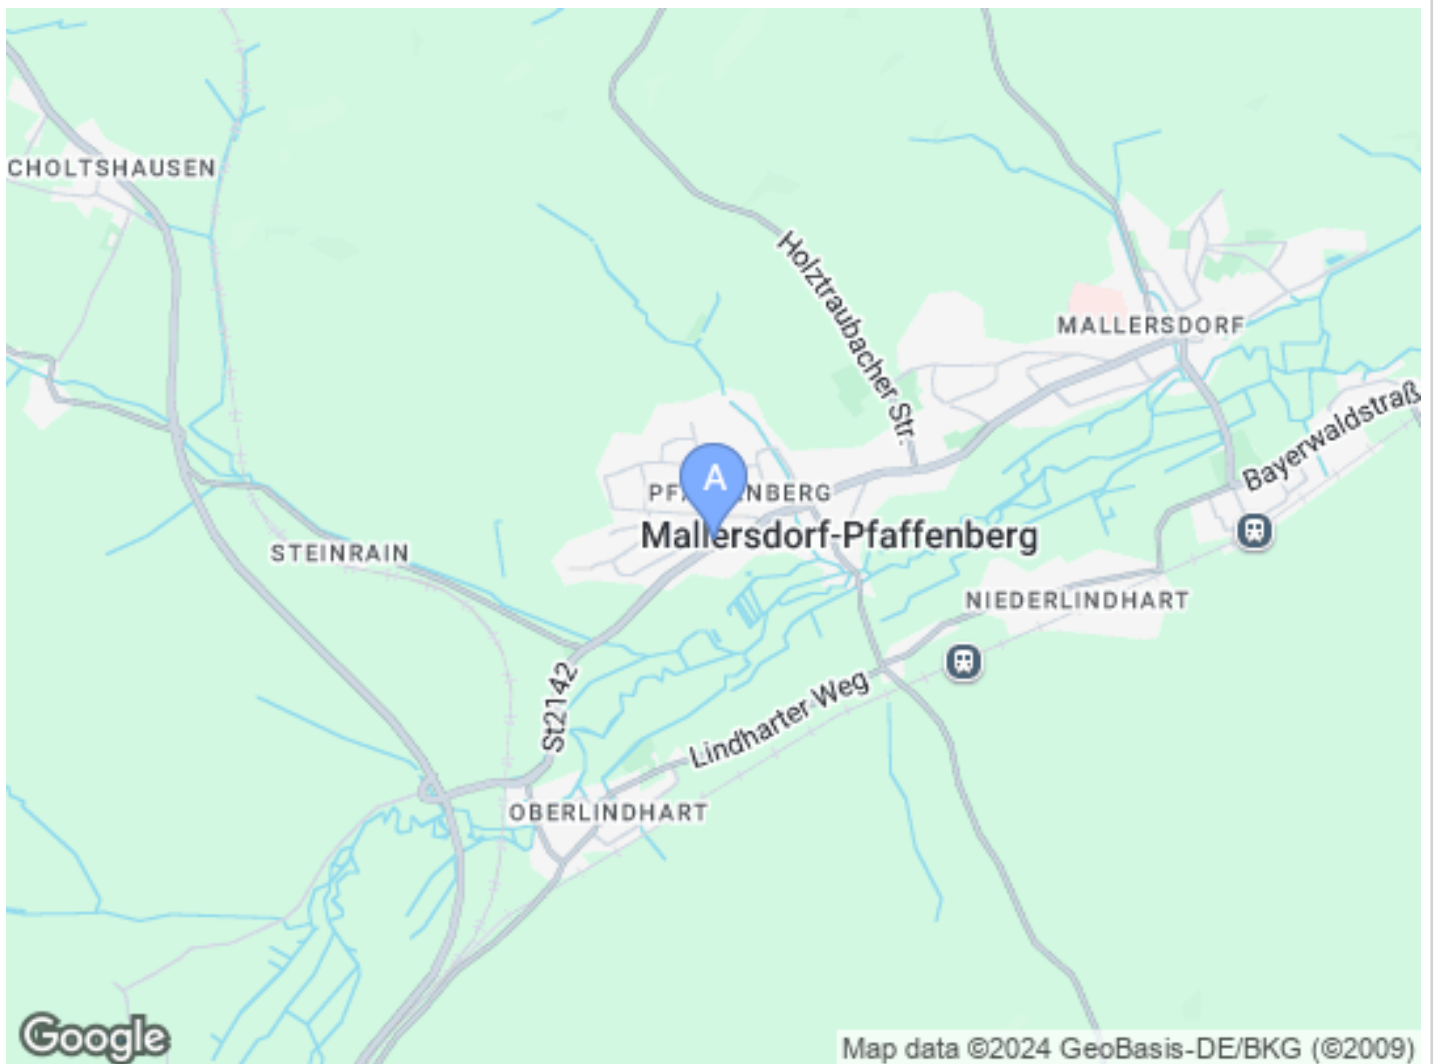 CHOLTSHAUSEN
Holztraubacher Str.
MALLERSDORF
Bayerwaldstraß
A
PFAFFENBERG
Mallersdorf-Pfaffenberg
STEINRAIN
NIEDERLINDHART
St2142
Lindharter Weg
OBERLINDHART
Google
Map data ©2024 GeoBasis-DE/BKG (©2009)